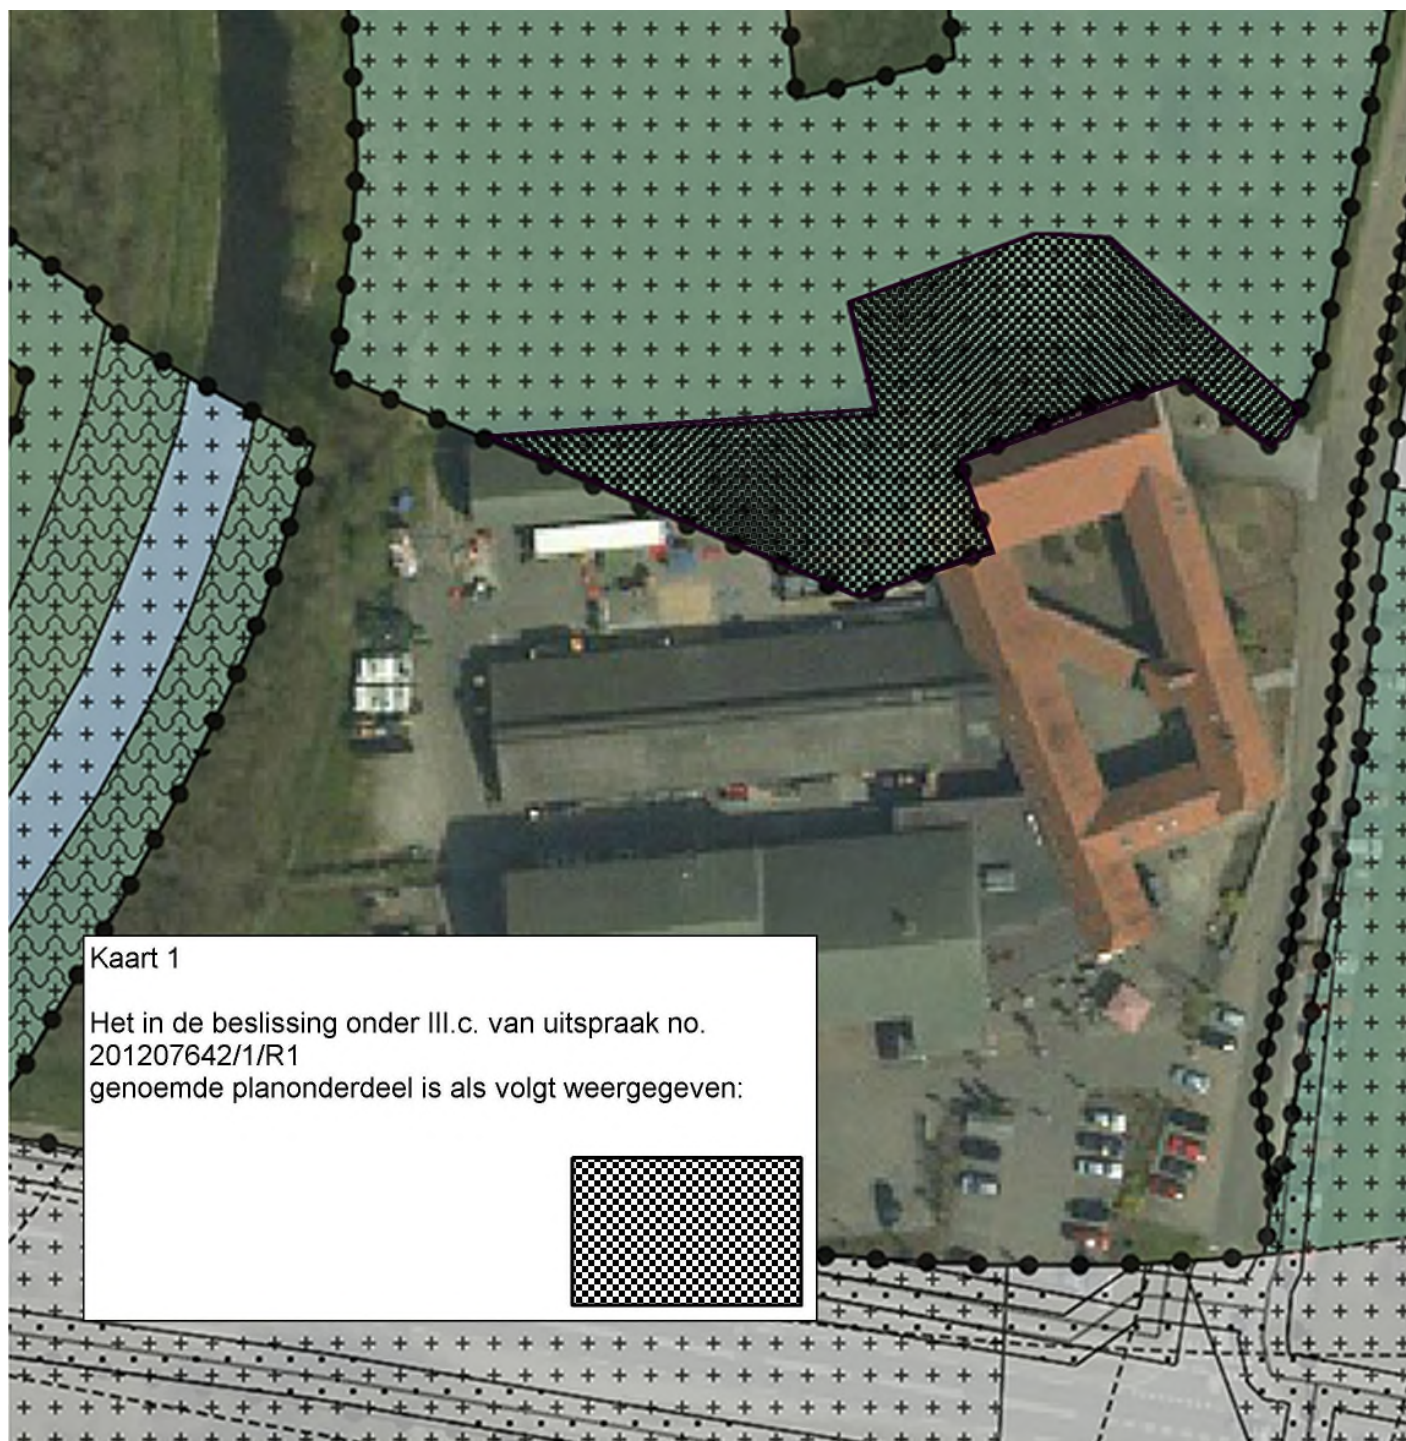 Kaart 1
Het in de beslissing onder III.c. van uitspraak no.
201207642/1/R1
genoemde planonderdeel is als volgt weergegeven: